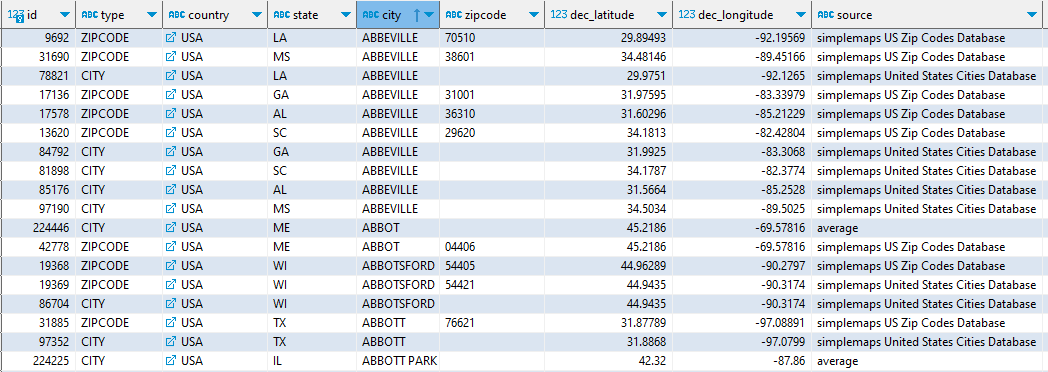 123 id ABC type ABC country ABC state ABC city ABC zipcode 123 dec_latitude 123 dec_longitude ABC source
9692 ZIPCODE USA LA ABBEVILLE 70510 29.89493 -92.19569 simplemaps US Zip Codes Database
31690 ZIPCODE USA MS ABBEVILLE 38601 34.48146 -89.45166 simplemaps US Zip Codes Database
78821 CITY USA LA ABBEVILLE 29.9751 -92.1265 simplemaps United States Cities Database
17136 ZIPCODE USA GA ABBEVILLE 31001 31.97595 -83.33979 simplemaps US Zip Codes Database
17578 ZIPCODE USA AL ABBEVILLE 36310 31.60296 -85.21229 simplemaps US Zip Codes Database
13620 ZIPCODE USA SC ABBEVILLE 29620 34.1813 -82.42804 simplemaps US Zip Codes Database
84792 CITY USA GA ABBEVILLE 31.9925 -83.3068 simplemaps United States Cities Database
81898 CITY USA SC ABBEVILLE 34.1787 -82.3774 simplemaps United States Cities Database
85176 CITY USA AL ABBEVILLE 31.5664 -85.2528 simplemaps United States Cities Database
97190 CITY USA MS ABBEVILLE 34.5034 -89.5025 simplemaps United States Cities Database
224446 CITY USA ME ABBOT 45.2186 -69.57816 average
42778 ZIPCODE USA ME ABBOT 04406 45.2186 -69.57816 simplemaps US Zip Codes Database
19368 ZIPCODE USA WI ABBOTSFORD 54405 44.96289 -90.2797 simplemaps US Zip Codes Database
19369 ZIPCODE USA WI ABBOTSFORD 54421 44.9435 -90.3174 simplemaps US Zip Codes Database
86704 CITY USA WI ABBOTSFORD 44.9435 -90.3174 simplemaps United States Cities Database
31885 ZIPCODE USA TX ABBOTT 76621 31.87789 -97.08891 simplemaps US Zip Codes Database
97352 CITY USA TX ABBOTT 31.8868 -97.0799 simplemaps United States Cities Database
224225 CITY USA IL ABBOTT PARK 42.32 -87.86 average